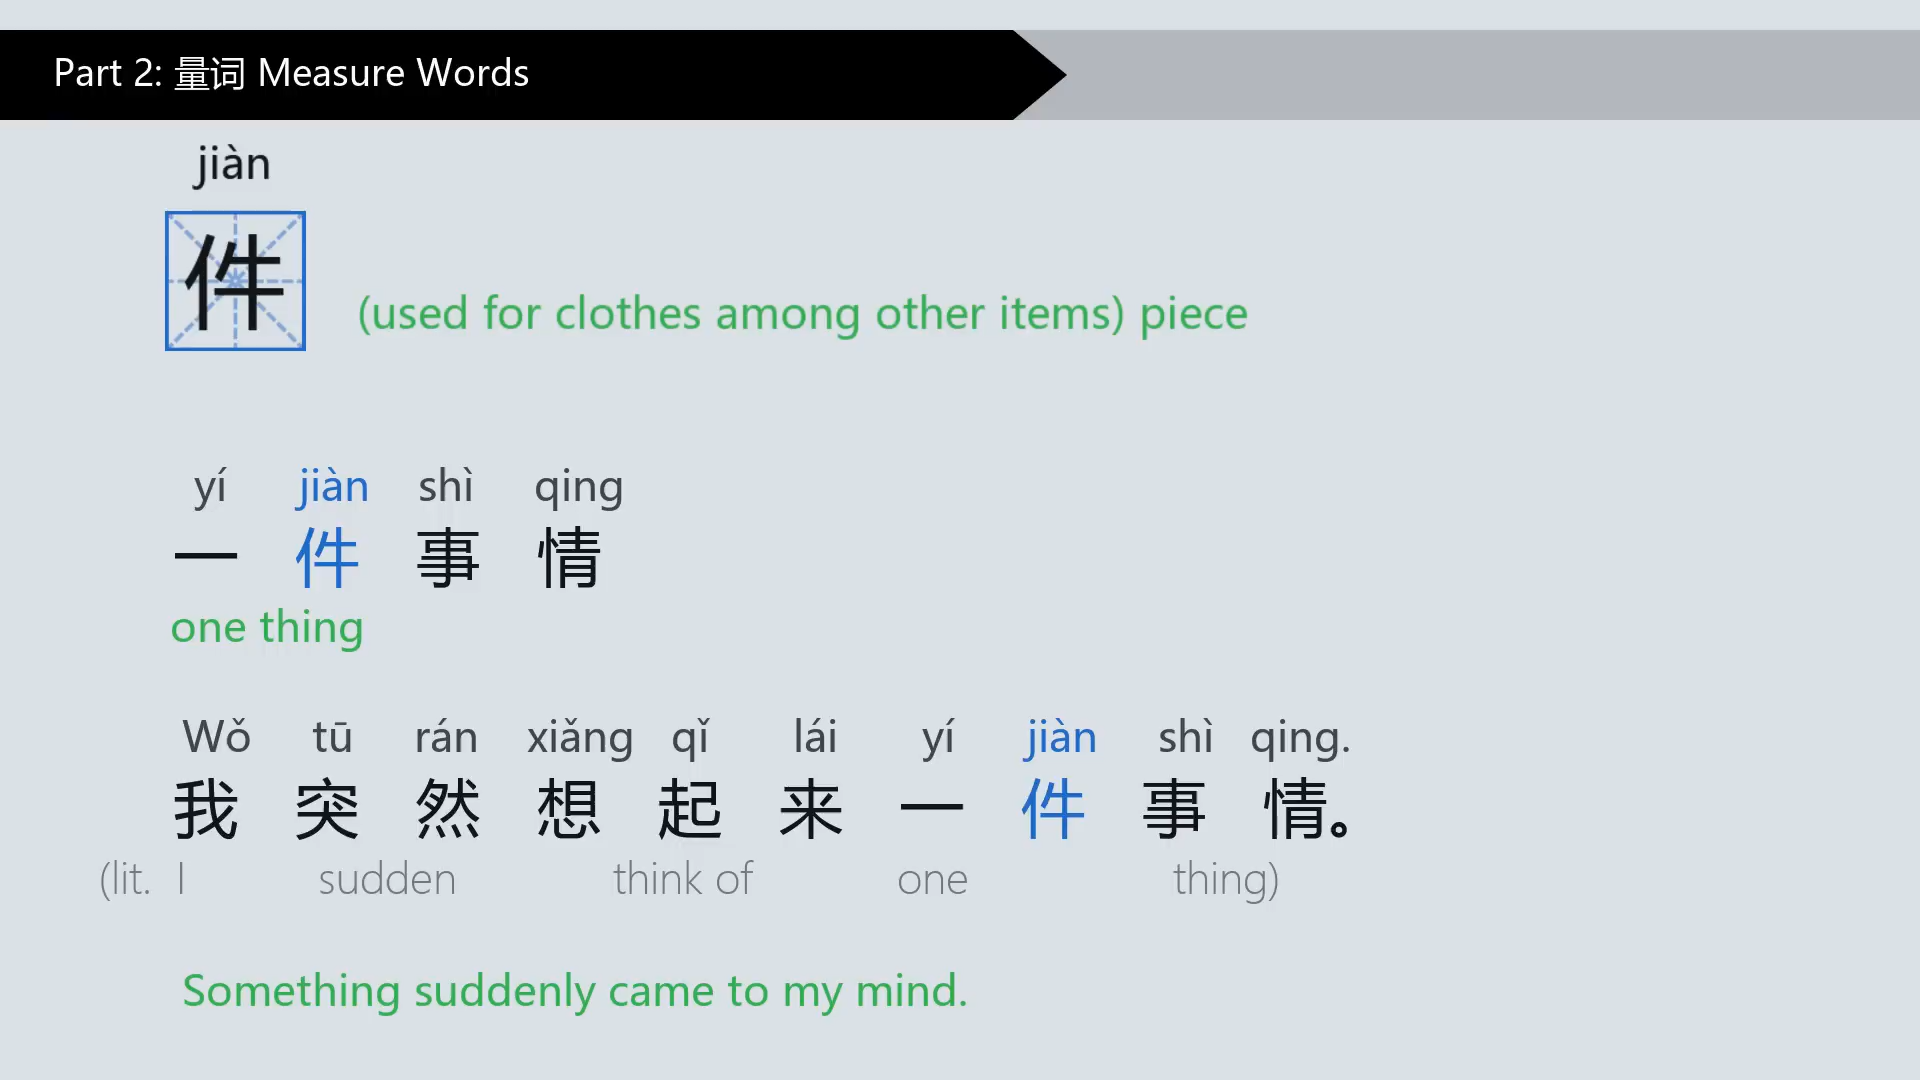 Part 2: 量词 Measure Words
jiàn
件
(used for clothes among other items) piece
yí jiàn shì qing
一 件 事 情
one thing
Wǒ tū rán xiǎng qǐ lái yí jiàn shì qing.
我 突 然 想 起 来 一 件 事 情。
(lit. I sudden think of one thing)
Something suddenly came to my mind.